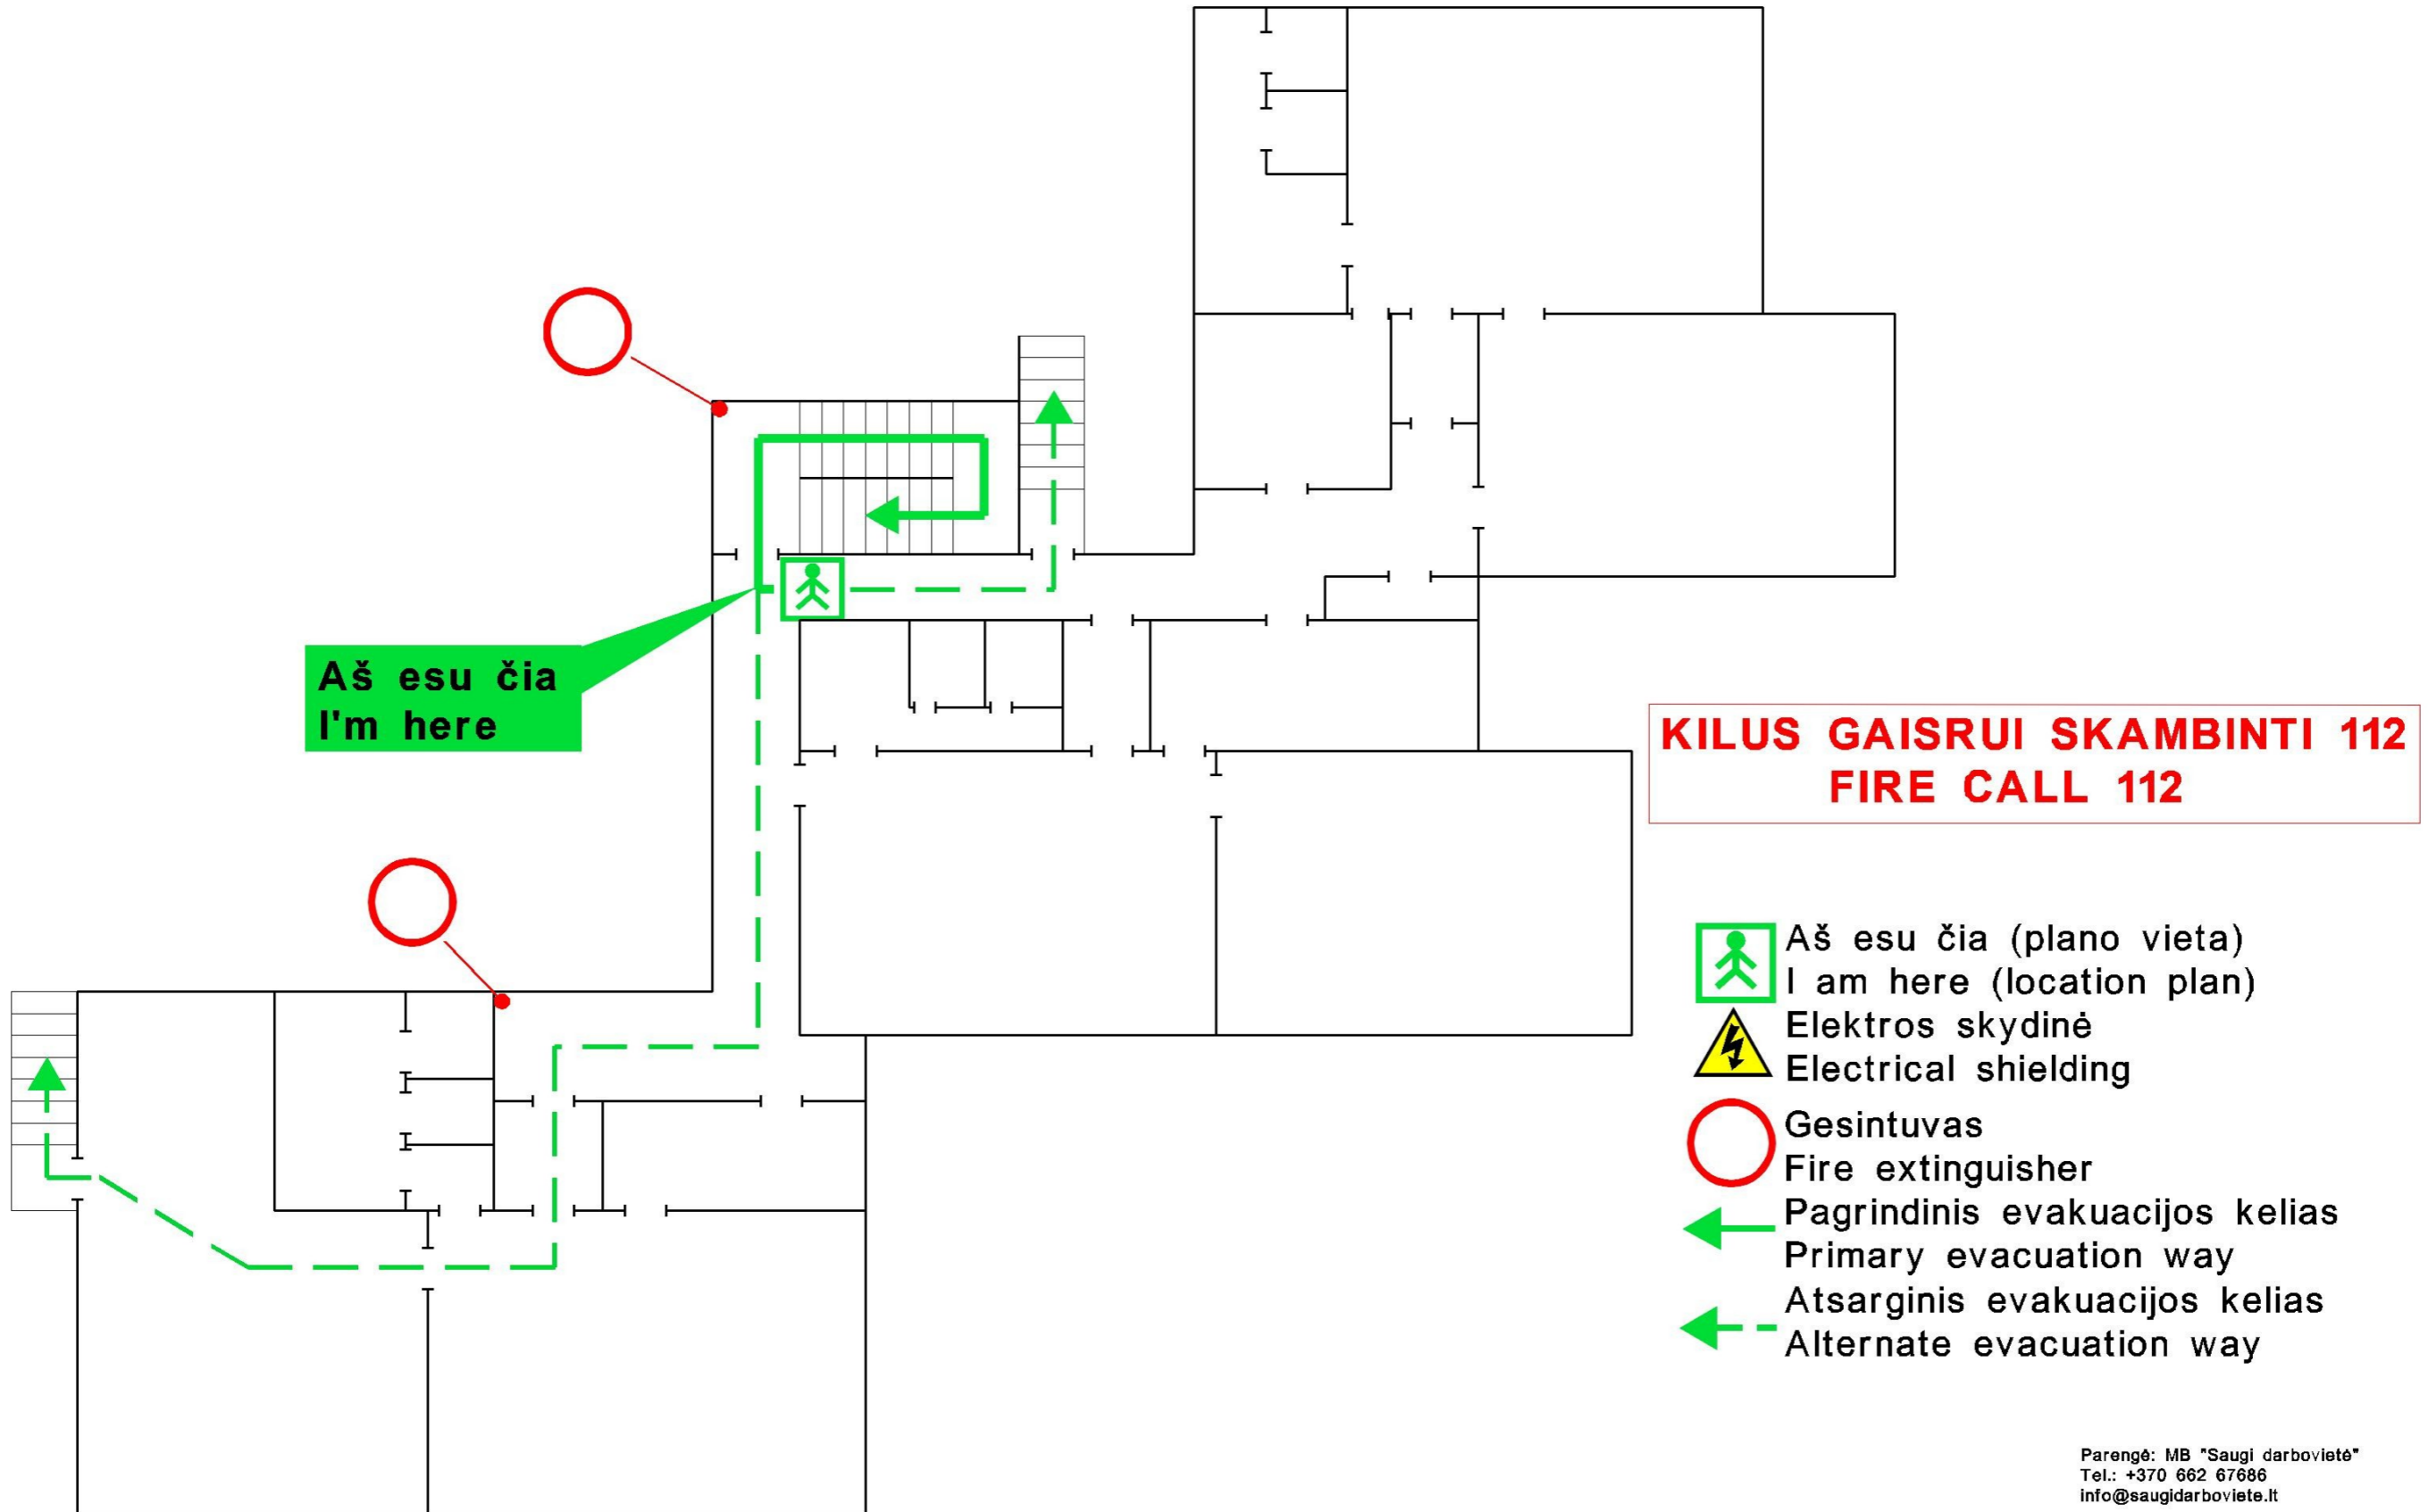 Aš esu čia
I'm here
KILUS GAISRUI SKAMBINTI 112
FIRE CALL 112
Aš esu čia (plano vieta)
I am here (location plan)
Elektros skydinė
Electrical shielding
Gesintuvas
Fire extinguisher
Pagrindinis evakuacijos kelias
Primary evacuation way
Atsarginis evakuacijos kelias
Alternate evacuation way
Parengė: MB "Saugi darbovietė"
Tel.: +370 662 67686
info@saugidarboviete.lt